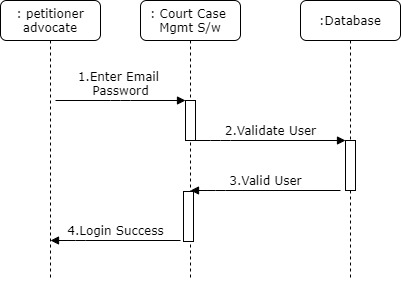 : petitioner
advocate
: Court Case
Mgmt S/w
:Database
1.Enter Email
Password
2.Validate User
3.Valid User
4.Login Success